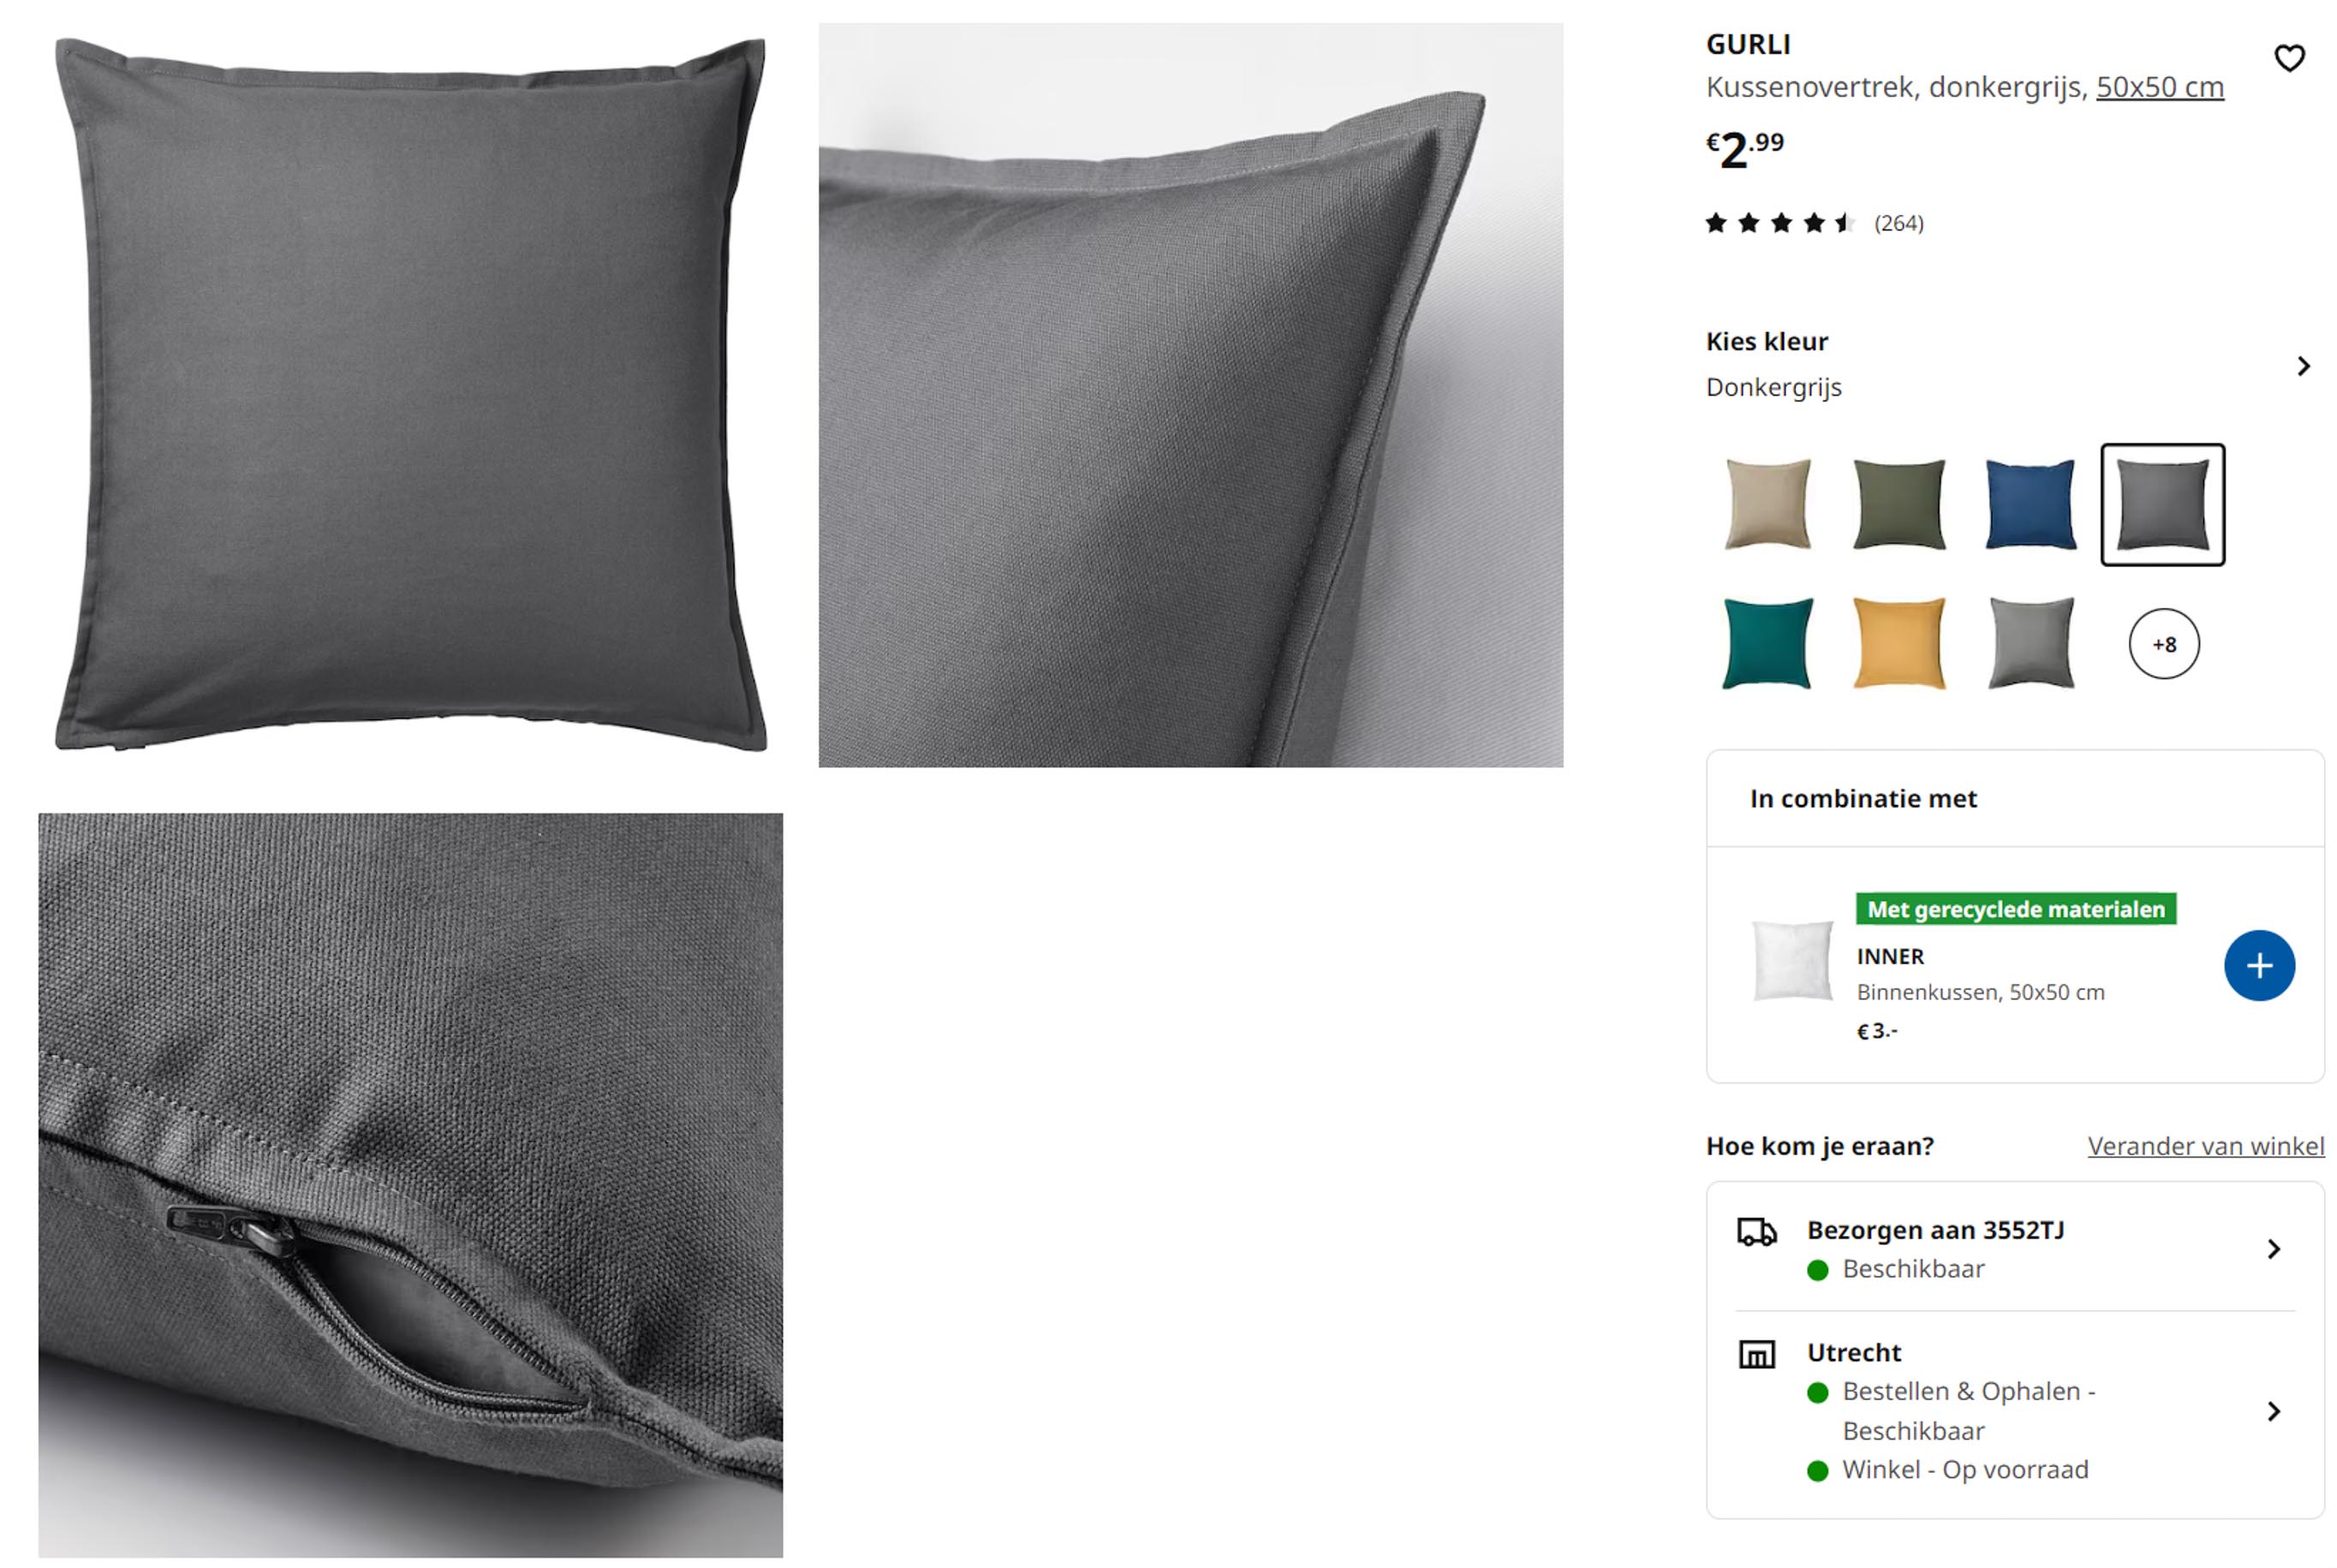 GURLI
Kussenovertrek, donkergrijs, 50x50 cm
€2.99
(264)
Kies kleur
Donkergrijs
+8
In combinatie met
Met gerecyclede materialen
INNER
Binnenkussen, 50x50 cm
€3.-
Hoe kom je eraan? Verander van winkel
Bezorgen aan 3552TJ
Beschikbaar
Utrecht
Bestellen & Ophalen -
Beschikbaar
Winkel - Op voorraad